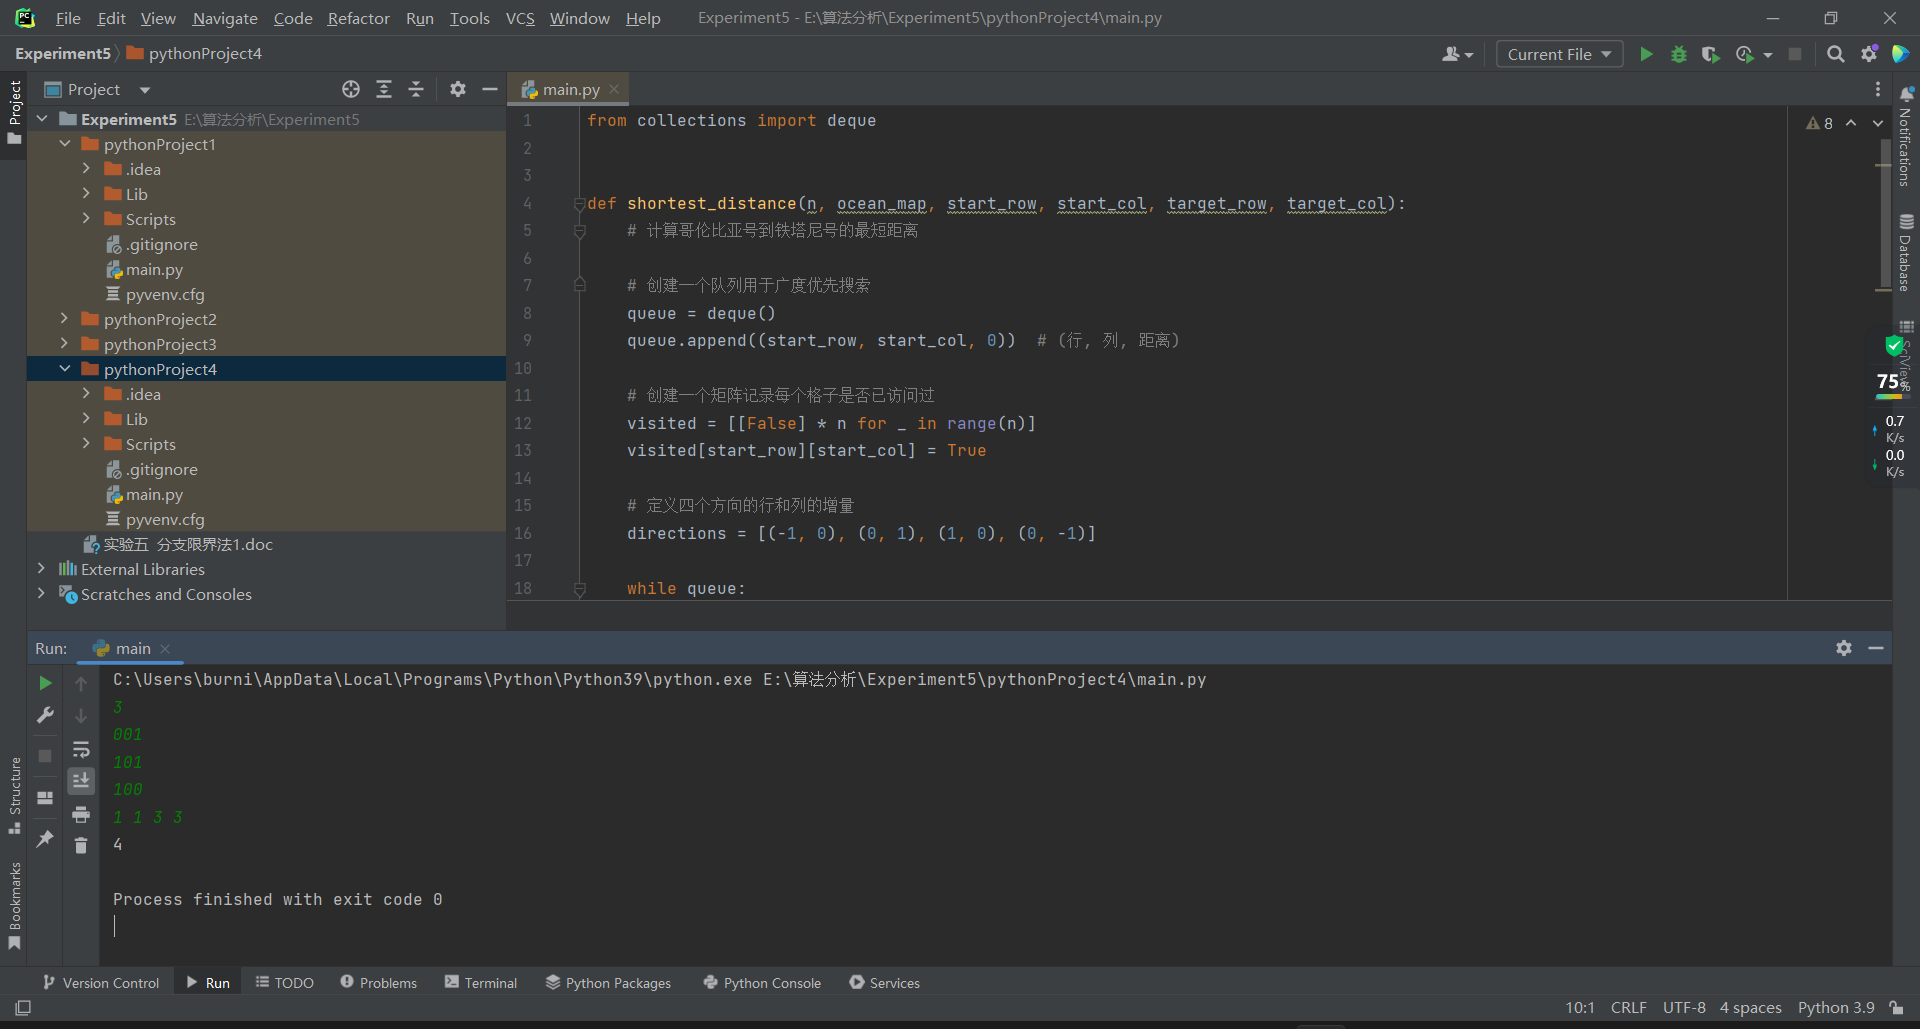 File Edit View Navigate Code Refactor Run Tools VCS Window Help Experiment5 - E:\算法分析\Experiment5\pythonProject4\main.py
Experiment5 pythonProject4 Current File
Project
Project
main.py
Experiment5 E:\算法分析\Experiment5
pythonProject1
.idea
Lib
Scripts
.gitignore
main.py
pyvenv.cfg
pythonProject2
pythonProject3
pythonProject4
.idea
Lib
Scripts
.gitignore
main.py
pyvenv.cfg
实验五 分支限界法1.doc
External Libraries
Scratches and Consoles
1 from collections import deque
2
3
4 def shortest_distance(n, ocean_map, start_row, start_col, target_row, target_col):
5 # 计算哥伦比亚号到铁塔尼号的最短距离
6
7 # 创建一个队列用于广度优先搜索
8 queue = deque()
9 queue.append((start_row, start_col, 0)) # (行, 列, 距离)
10
11 # 创建一个矩阵记录每个格子是否已访问过
12 visited = [[False] * n for _ in range(n)]
13 visited[start_row][start_col] = True
14
15 # 定义四个方向的行和列的增量
16 directions = [(-1, 0), (0, 1), (1, 0), (0, -1)]
17
18 while queue:
8
Notifications
Database
SciView
75%
0.7
K/s
0.0
K/s
Run: main
C:\Users\burni\AppData\Local\Programs\Python\Python39\python.exe E:\算法分析\Experiment5\pythonProject4\main.py
3
001
101
100
1 1 3 3
4
Process finished with exit code 0
Structure
Bookmarks
Version Control Run TODO Problems Terminal Python Packages Python Console Services
10:1 CRLF UTF-8 4 spaces Python 3.9